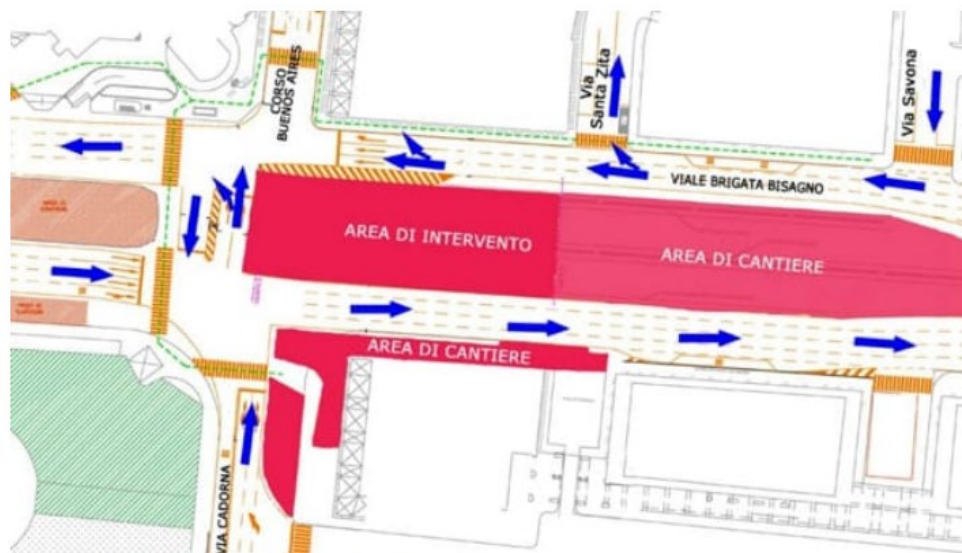 CORSO
BUENOS AIRES
Via
Santa Zita
Via Savona
VIALE BRIGATA BISAGNO
AREA DI INTERVENTO
AREA DI CANTIERE
AREA DI CANTIERE
VIA CADORNA